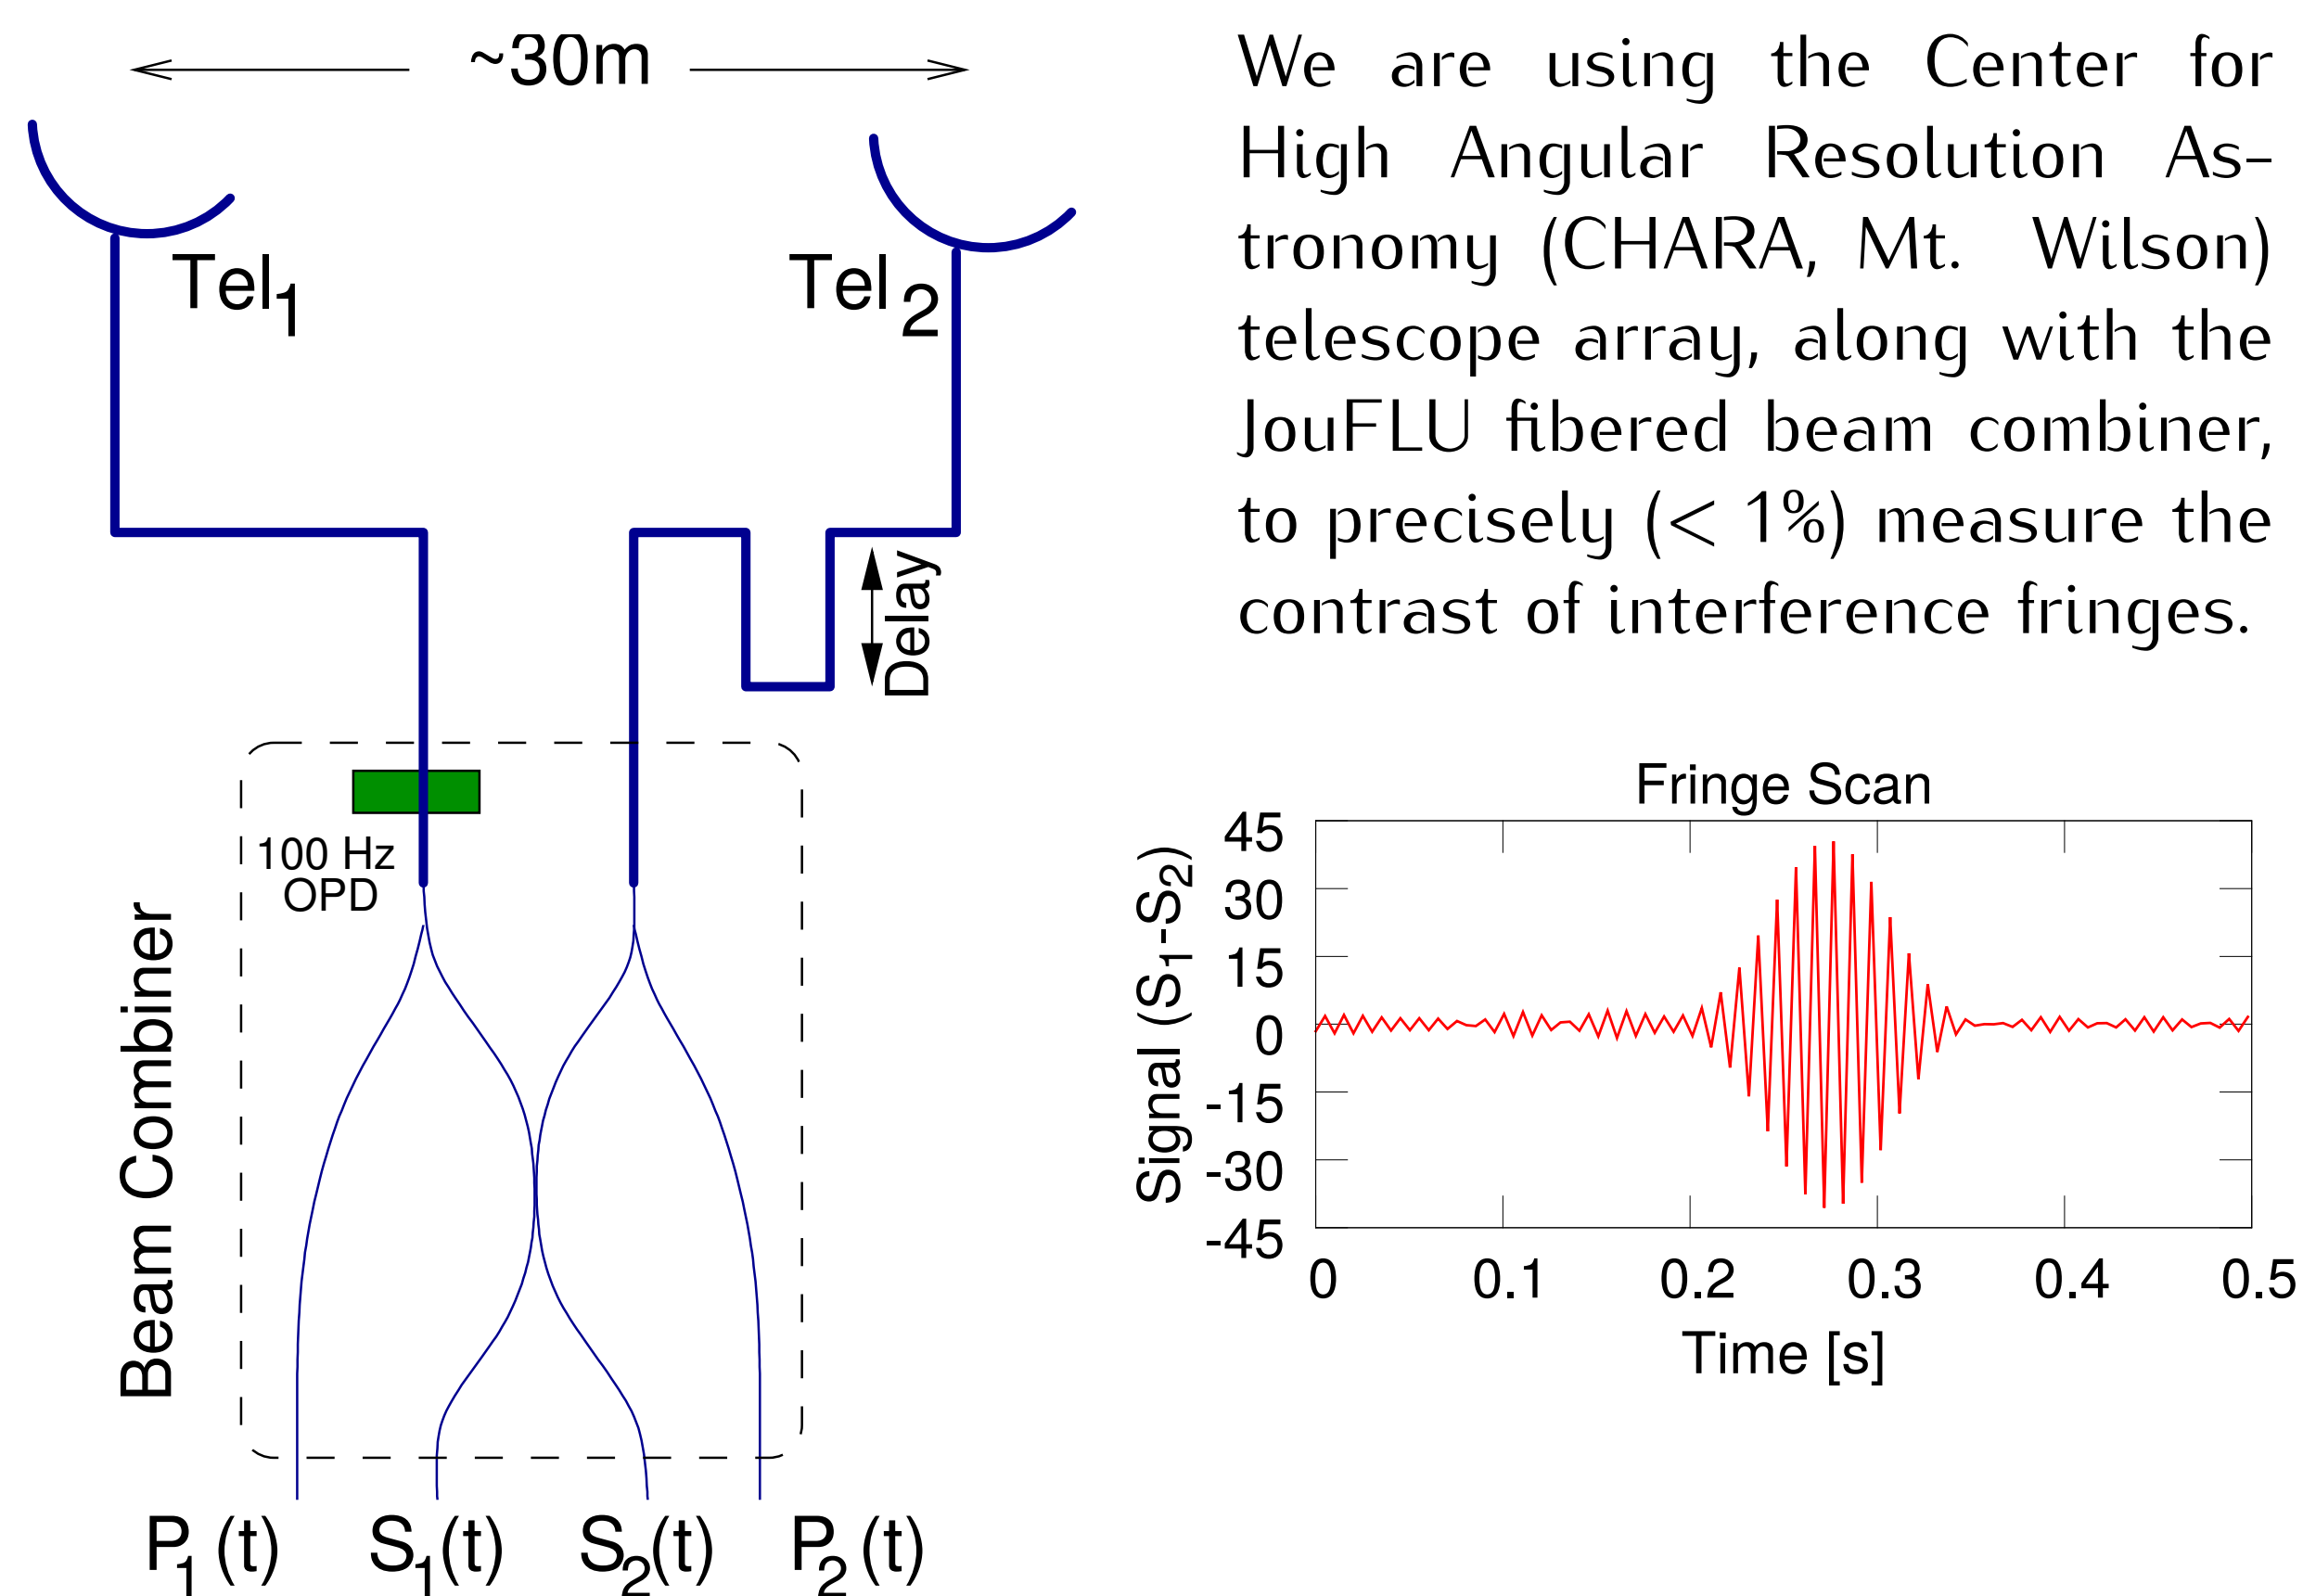 ~30m
Tel1
Tel2
Delay
100 Hz
OPD
Beam Combiner
P1(t)
S1(t)
S2(t)
P2(t)
We are using the Center for
High Angular Resolution As-
tronomy (CHARA, Mt. Wilson)
telescope array, along with the
JouFLU fibered beam combiner,
to precisely (< 1%) measure the
contrast of interference fringes.
Fringe Scan
Signal (S1-S2)
45
30
15
0
-15
-30
-45
0 0.1 0.2 0.3 0.4 0.5
Time [s]